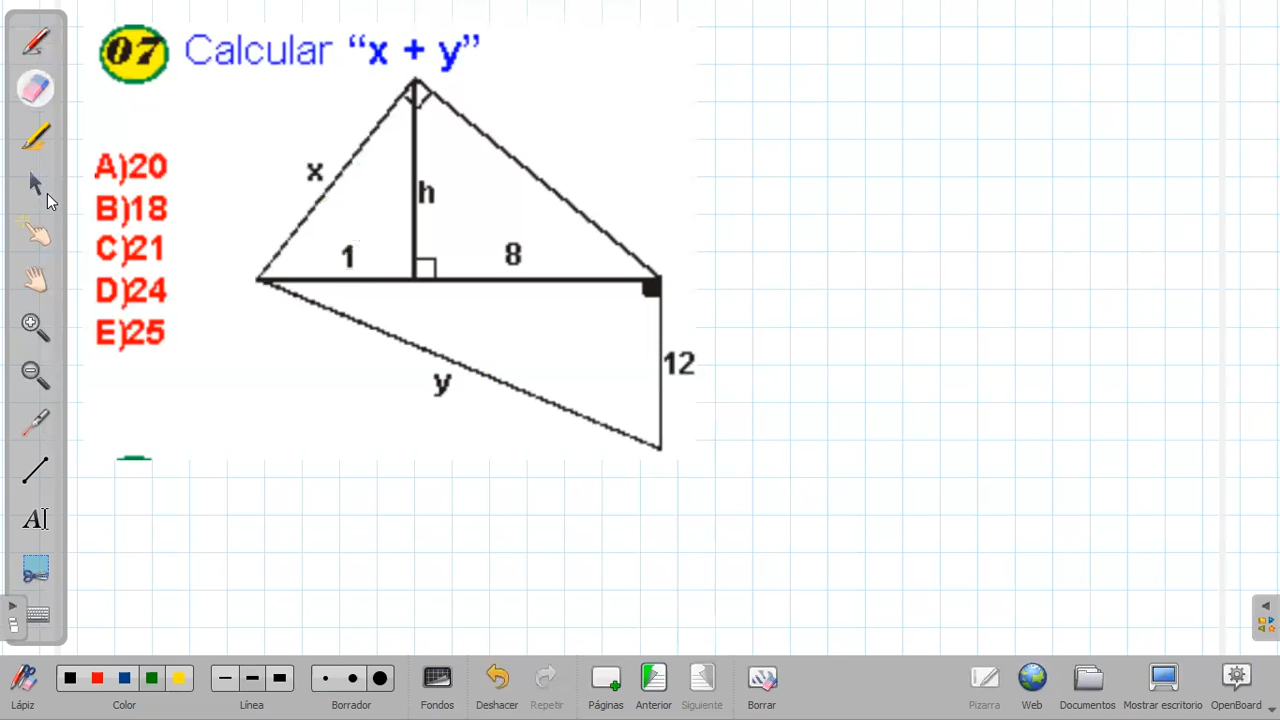 07 Calcular “x + y”
A)20
B)18
C)21
D)24
E)25
x
h
1
8
12
y
A
Lápiz
Color
Línea
Borrador
Fondos
Deshacer
Repetir
Páginas
Anterior
Siguiente
Borrar
Pizarra
Web
Documentos
Mostrar escritorio
OpenBoard